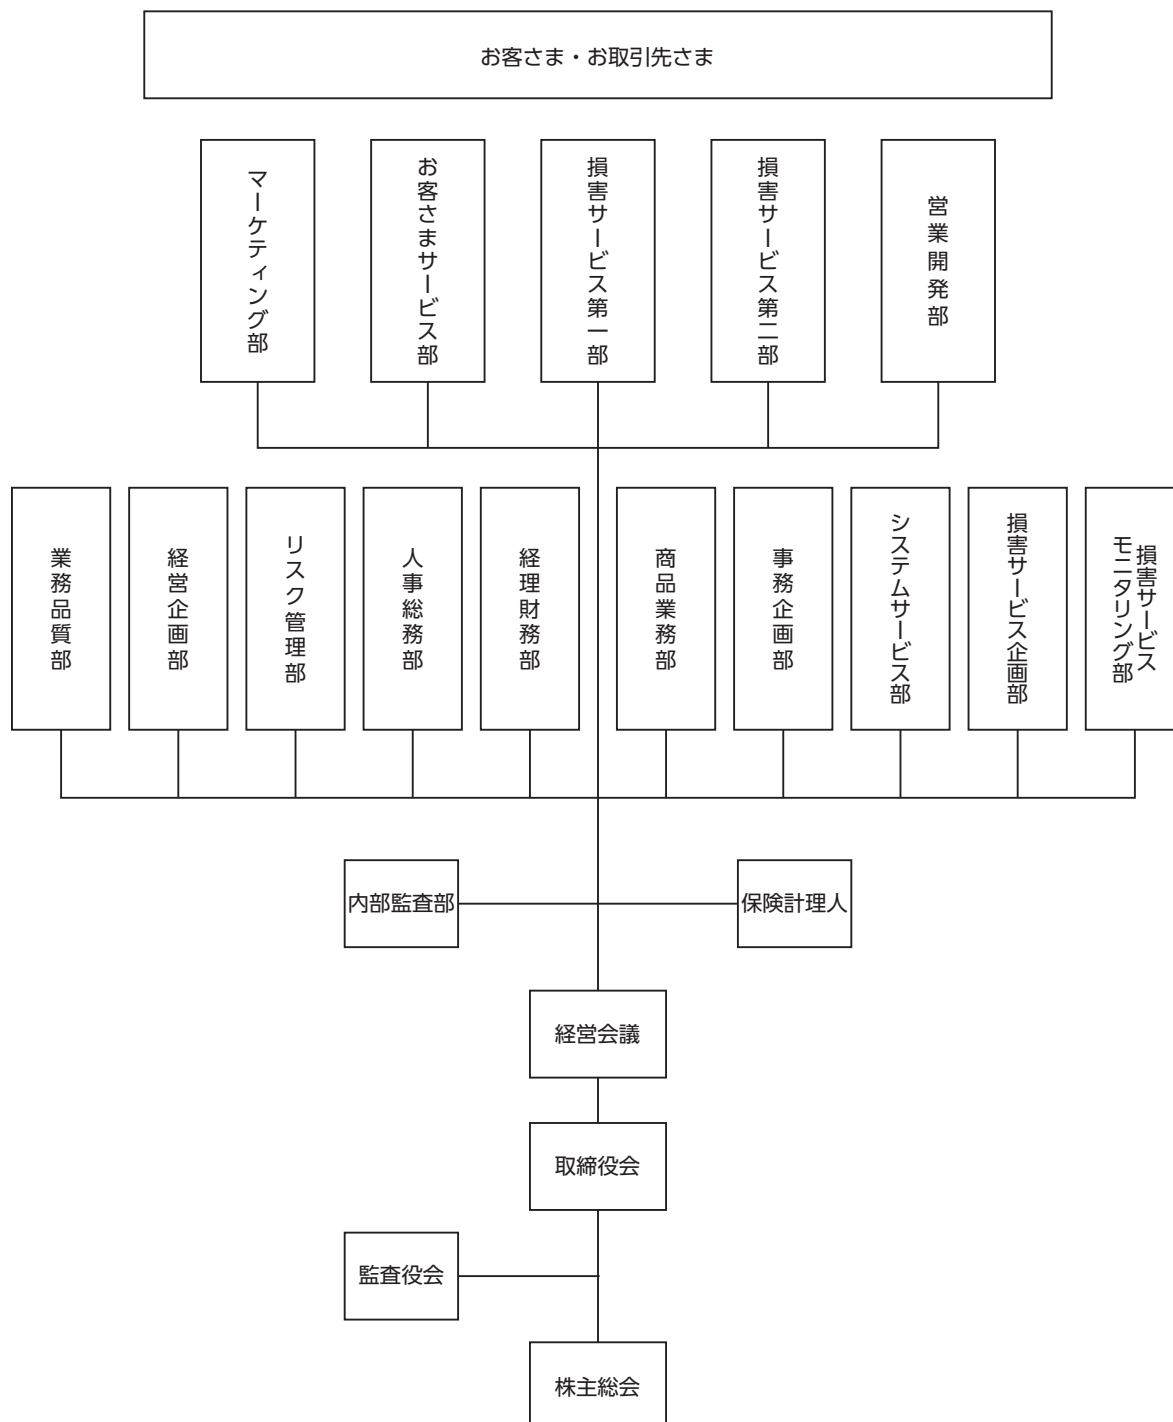 お客さま・お取引先さま
マーケティング部
お客さまサービス部
損害サービス第一部
損害サービス第二部
営業開発部
業務品質部
経営企画部
リスク管理部
人事総務部
経理財務部
商品業務部
事務企画部
システムサービス部
損害サービス企画部
損害サービス
モニタリング部
内部監査部
保険計理人
経営会議
取締役会
監査役会
株主総会